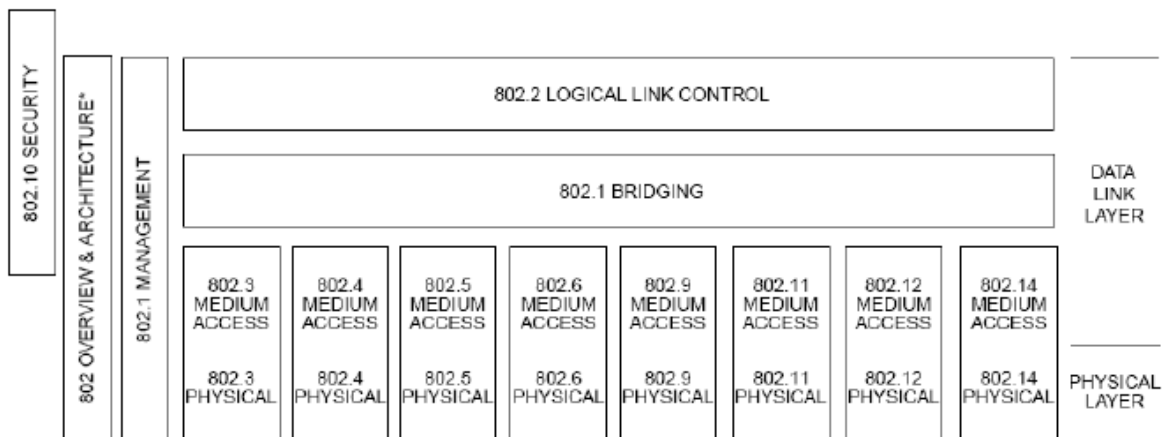 802.10 SECURITY
802 OVERVIEW & ARCHITECTURE*
802.1 MANAGEMENT
802.2 LOGICAL LINK CONTROL
802.1 BRIDGING
DATA
LINK
LAYER
802.3
MEDIUM
ACCESS
802.4
MEDIUM
ACCESS
802.5
MEDIUM
ACCESS
802.6
MEDIUM
ACCESS
802.9
MEDIUM
ACCESS
802.11
MEDIUM
ACCESS
802.12
MEDIUM
ACCESS
802.14
MEDIUM
ACCESS
802.3
PHYSICAL
802.4
PHYSICAL
802.5
PHYSICAL
802.6
PHYSICAL
802.9
PHYSICAL
802.11
PHYSICAL
802.12
PHYSICAL
802.14
PHYSICAL
PHYSICAL
LAYER